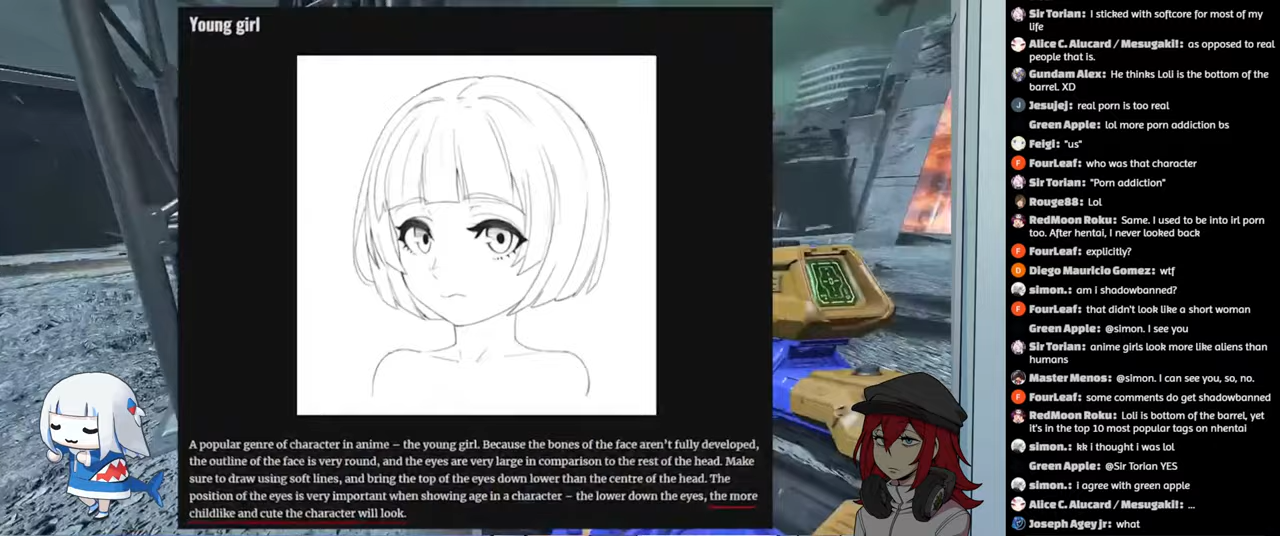 Young girl
A popular genre of character in anime – the young girl. Because the bones of the face aren't fully developed,
the outline of the face is very round, and the eyes are very large in comparison to the rest of the head. Make
sure to draw using soft lines, and bring the top of the eyes down lower than the centre of the head. The
position of the eyes is very important when showing age in a character – the lower down the eyes, the more
childlike and cute the character will look.
Sir Torian: I sticked with softcore for most of my
life
Alice C. Alucard / Mesugaki!: as opposed to real
people that is.
Gundam Alex: He thinks Loli is the bottom of the
barrel. XD
J Jesujej: real porn is too real
Green Apple: lol more porn addiction bs
Feigi: "us"
F FourLeaf: who was that character
Sir Torian: "Porn addiction"
Rouge88: Lol
RedMoon Roku: Same. I used to be into irl porn
too. After hentai, I never looked back
F FourLeaf: explicitly?
D Diego Mauricio Gomez: wtf
simon.: am i shadowbanned?
F FourLeaf: that didn't look like a short woman
Green Apple: @simon. I see you
Sir Torian: anime girls look more like aliens than
humans
Master Menos: @simon. I can see you, so, no.
F FourLeaf: some comments do get shadowbanned
RedMoon Roku: Loli is bottom of the barrel, yet
it's in the top 10 most popular tags on nhentai
simon.: kk i thought i was lol
Green Apple: @Sir Torian YES
simon.: i agree with green apple
Alice C. Alucard / Mesugaki!: ...
Joseph Agey jr: what